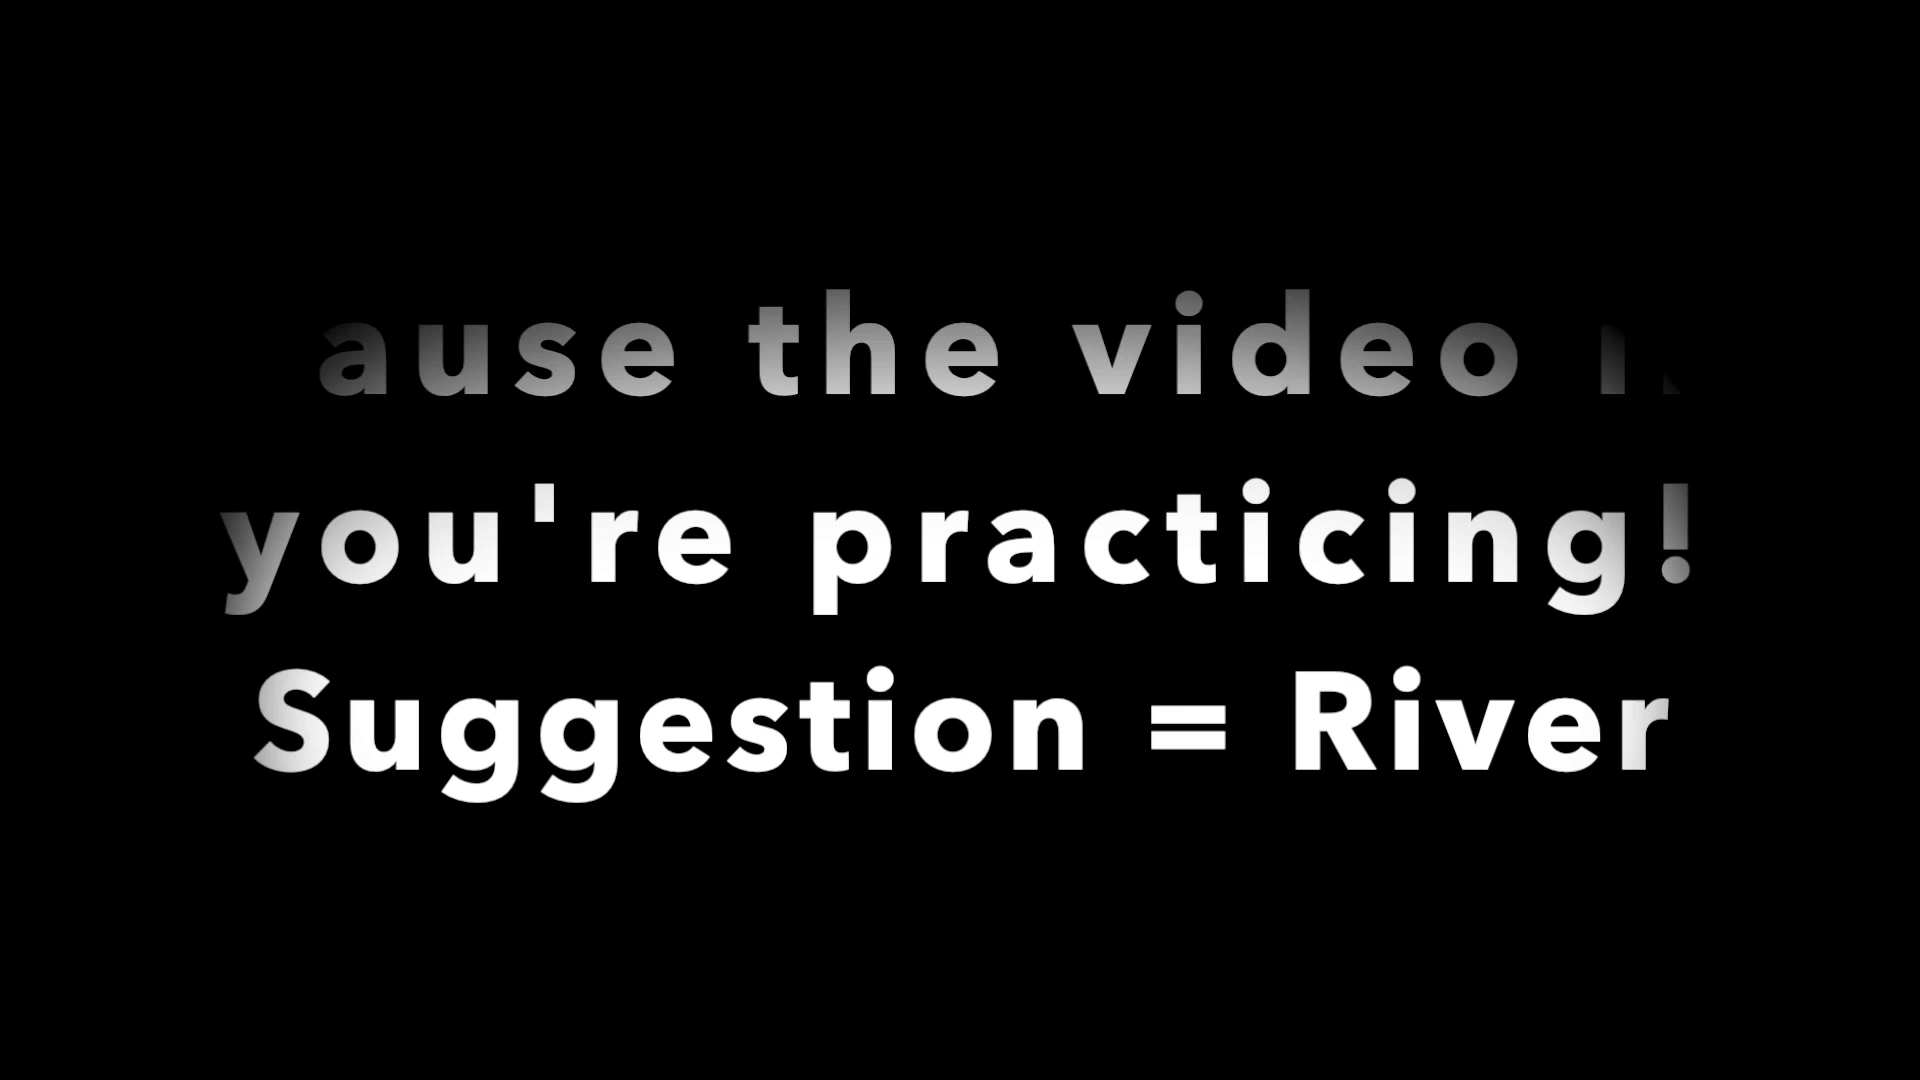 ause the video
you're practicing!
Suggestion = River